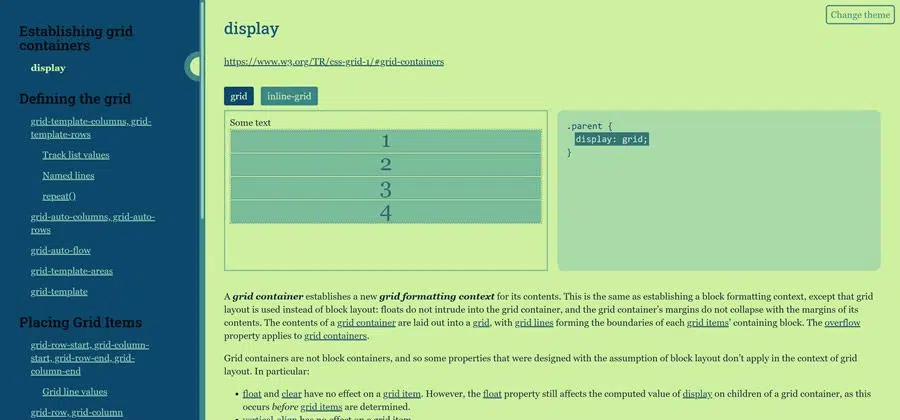 Establishing grid
containers
display
Defining the grid
grid-template-columns, grid-
template-rows
Track list values
Named lines
repeat()
grid-auto-columns, grid-auto-
rows
grid-auto-flow
grid-template-areas
grid-template
Placing Grid Items
grid-row-start, grid-column-
start, grid-row-end, grid-
column-end
Grid line values
grid-row, grid-column
Change theme
display
https://www.w3.org/TR/css-grid-1/#grid-containers
grid
inline-grid
Some text
1
2
3
4
.parent {
display: grid;
}
A grid container establishes a new grid formatting context for its contents. This is the same as establishing a block formatting context, except that grid
layout is used instead of block layout: floats do not intrude into the grid container, and the grid container's margins do not collapse with the margins of its
contents. The contents of a grid container are laid out into a grid, with grid lines forming the boundaries of each grid items' containing block. The overflow
property applies to grid containers.
Grid containers are not block containers, and so some properties that were designed with the assumption of block layout don't apply in the context of grid
layout. In particular:
• float and clear have no effect on a grid item. However, the float property still affects the computed value of display on children of a grid container, as this
occurs before grid items are determined.
• vertical-align has no effect on a grid item.